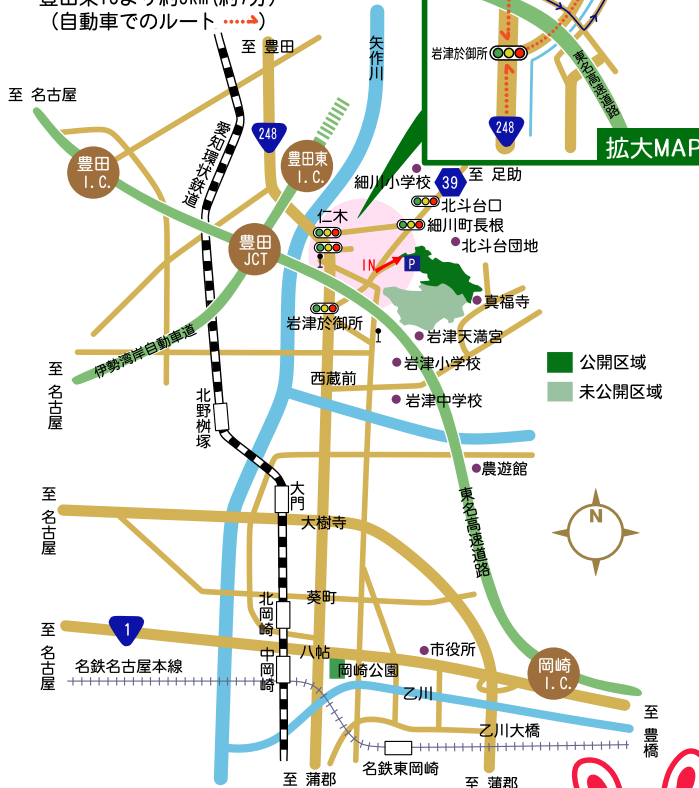 (自動車でのルート
至 豊田
矢作川
岩津於御所
248
東名高速道路
拡大MAP
至 名古屋
愛知環状鉄道
248
豊田
I.C.
豊田東
I.C.
細川小学校
39
至 足助
北斗台口
仁木
細川町長根
北斗台団地
豊田
JCT
IN
P
真福寺
岩津於御所
岩津天満宮
伊勢湾岸自動車道
至 名古屋
岩津小学校
公開区域
西蔵前
未公開区域
北野桝塚
岩津中学校
農遊館
大門
至 名古屋
大樹寺
東名高速道路
N
北岡崎
葵町
1
至 名古屋
中岡崎
八帖
市役所
岡崎
I.C.
名鉄名古屋本線
岡崎公園
乙川
至 豊橋
乙川大橋
名鉄東岡崎
至 蒲郡
至 蒲郡